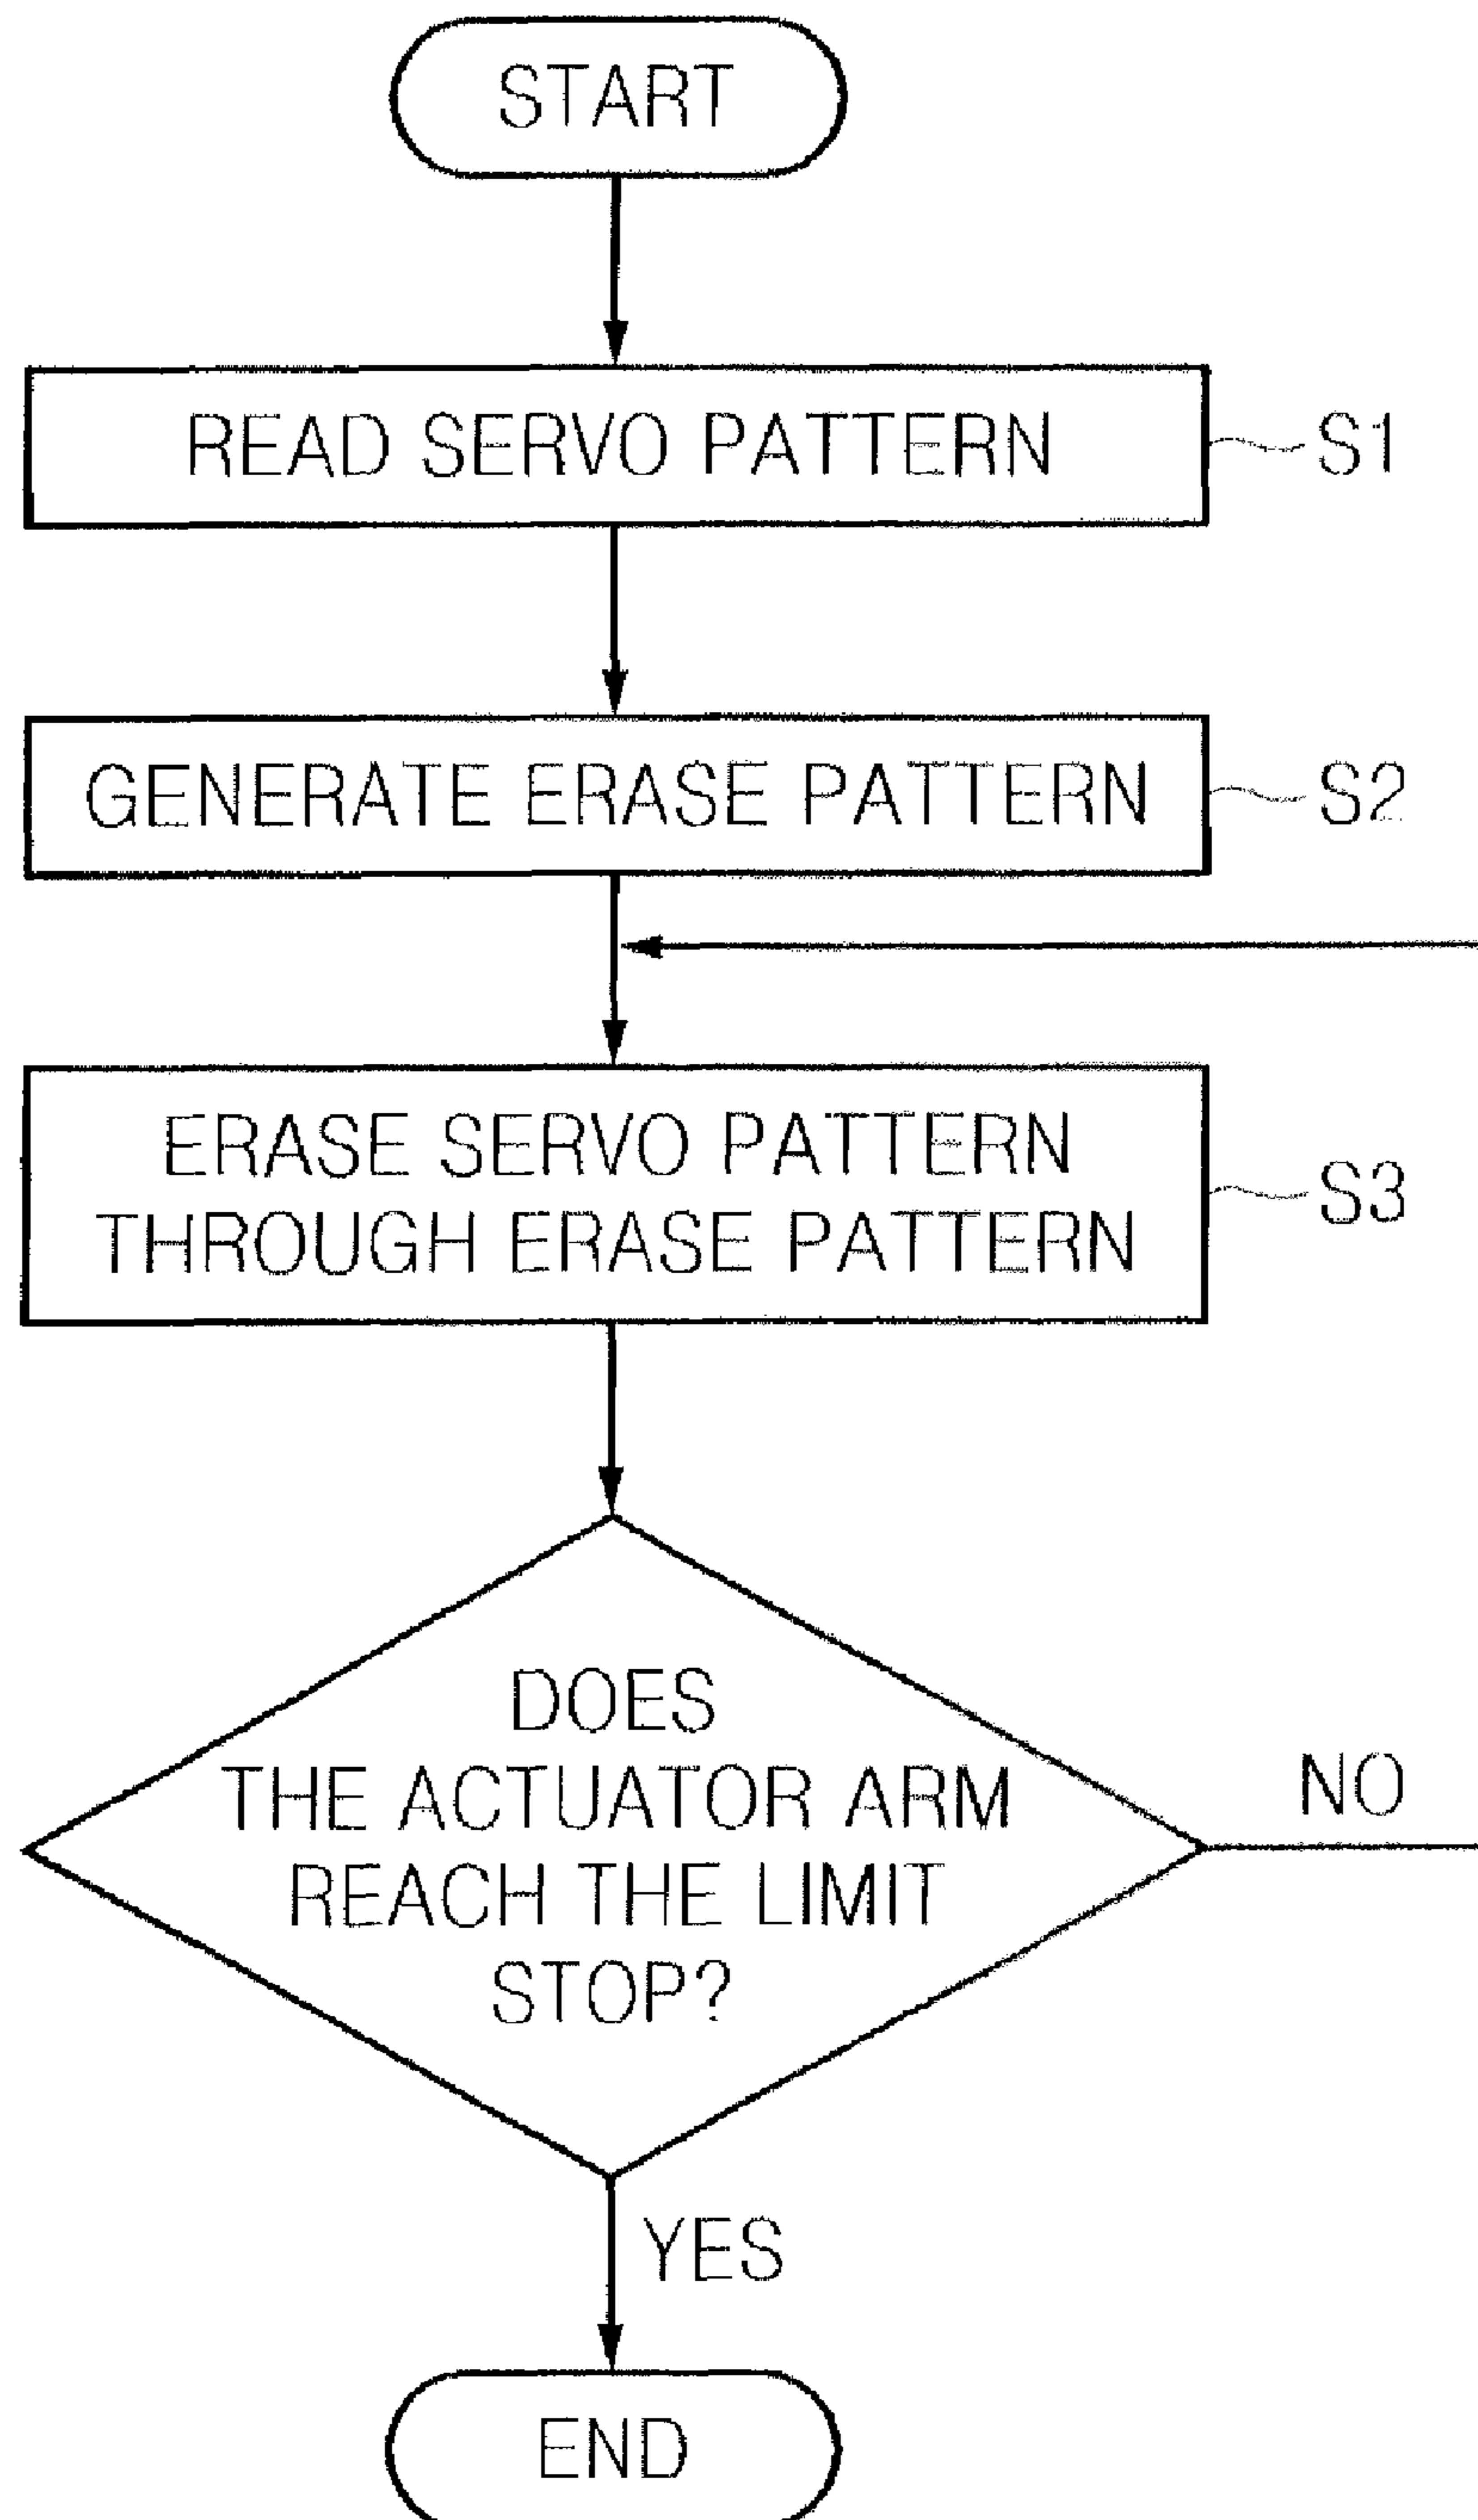 START
READ SERVO PATTERN
S1
GENERATE ERASE PATTERN
S2
ERASE SERVO PATTERN
THROUGH ERASE PATTERN
S3
DOES
THE ACTUATOR ARM
REACH THE LIMIT
STOP?
NO
YES
END